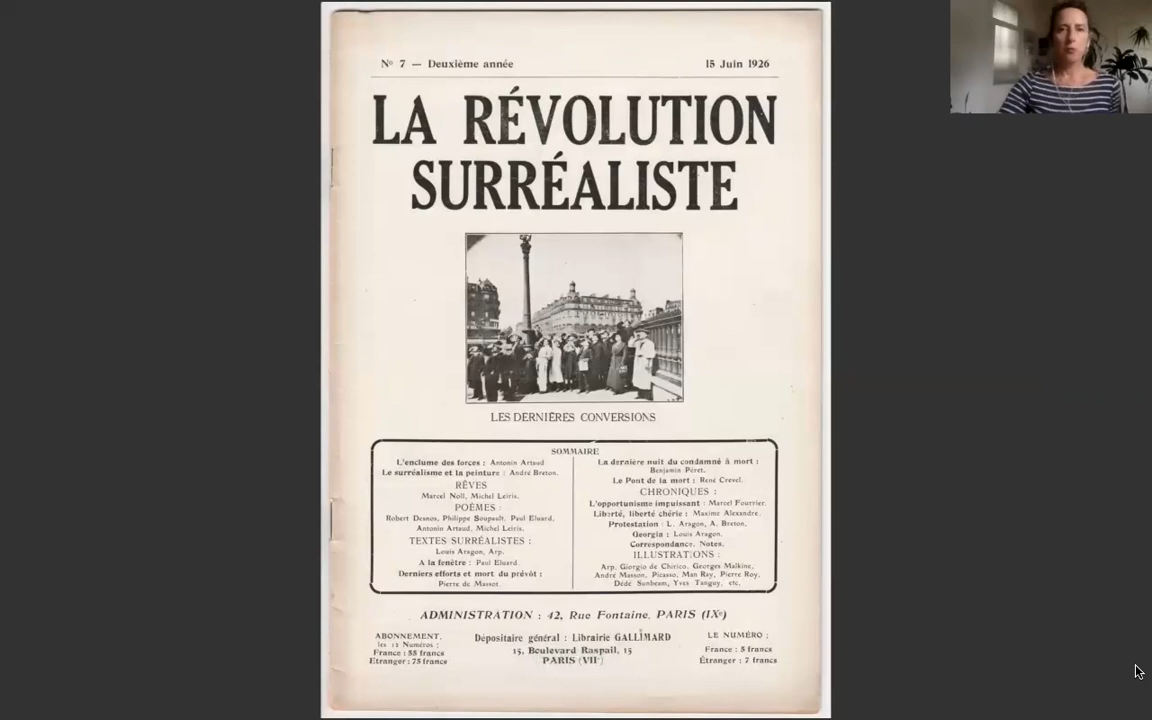 Nº 7 — Deuxième année
15 Juin 1926
LA RÉVOLUTION
SURRÉALISTE
LES DERNIÈRES CONVERSIONS
SOMMAIRE
L'enclume des forces : Antonin Artaud
Le surréalisme et la peinture : André Breton.
RÊVES
Marcel Noll, Michel Leiris.
POÈMES :
Robert Desnos, Philippe Soupault, Paul Eluard,
Antonin Artaud, Michel Leiris.
TEXTES SURRÉALISTES :
Louis Aragon, Arp.
A la fenêtre : Paul Eluard.
Derniers efforts et mort du prévôt :
Pierre de Massot.
La dernière nuit du condamné à mort :
Benjamin Péret.
Le Pont de la mort : René Crevel.
CHRONIQUES :
L'opportunisme impuissant : Marcel Fourrier.
Liberté, liberté chérie : Maxime Alexandre.
Protestation : L. Aragon, A. Breton.
Georgia : Louis Aragon.
Correspondance. Notes.
ILLUSTRATIONS :
Arp, Giorgio de Chirico, Georges Malkine,
André Masson, Picasso, Man Ray, Pierre Roy,
Dédé Sunbeam, Yves Tanguy, etc.
ADMINISTRATION : 42, Rue Fontaine, PARIS (IXe)
ABONNEMENT,
les 12 Numéros :
France : 55 francs
Etranger : 75 francs
Dépositaire général : Librairie GALLIMARD
15, Boulevard Raspail, 15
PARIS (VIIe)
LE NUMÉRO :
France : 5 francs
Étranger : 7 francs